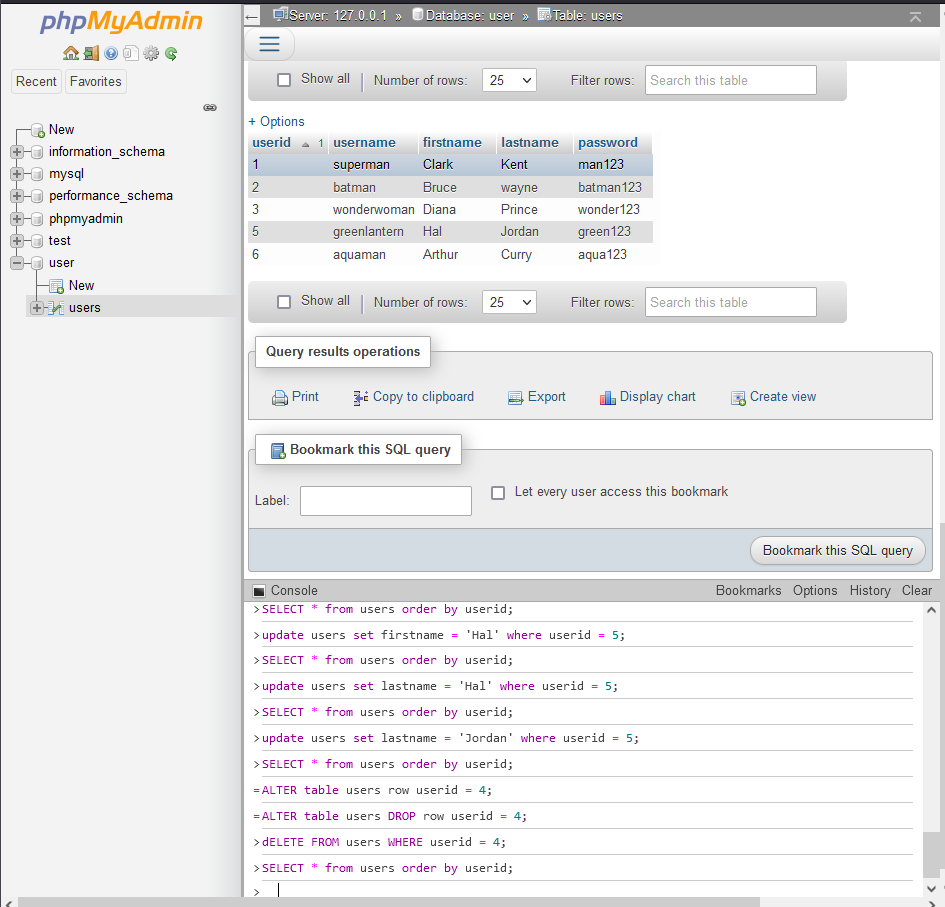 phpMyAdmin
Recent Favorites
New
information_schema
mysql
performance_schema
phpmyadmin
test
user
New
users
Server: 127.0.0.1 » Database: user » Table: users
Show all Number of rows: 25 Filter rows: Search this table
+ Options
userid 1 username firstname lastname password
1 superman Clark Kent man123
2 batman Bruce wayne batman123
3 wonderwoman Diana Prince wonder123
5 greenlantern Hal Jordan green123
6 aquaman Arthur Curry aqua123
Show all Number of rows: 25 Filter rows: Search this table
Query results operations
Print Copy to clipboard Export Display chart Create view
Bookmark this SQL query
Label: Let every user access this bookmark
Bookmark this SQL query
Console Bookmarks Options History Clear
>SELECT * from users order by userid;
>update users set firstname = 'Hal' where userid = 5;
>SELECT * from users order by userid;
>update users set lastname = 'Hal' where userid = 5;
>SELECT * from users order by userid;
>update users set lastname = 'Jordan' where userid = 5;
>SELECT * from users order by userid;
=ALTER table users row userid = 4;
=ALTER table users DROP row userid = 4;
>dELETE FROM users WHERE userid = 4;
>SELECT * from users order by userid;
>